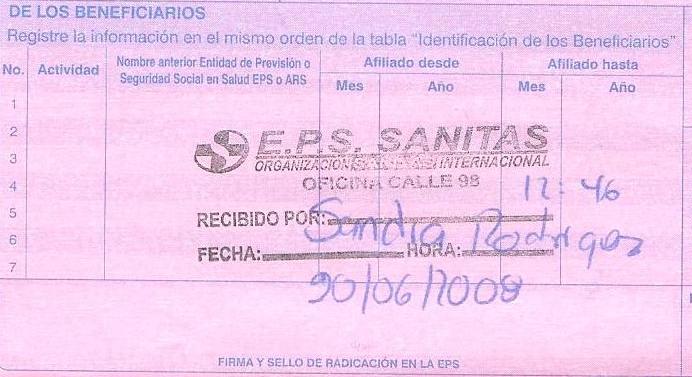 DE LOS BENEFICIARIOS
Registre la información en el mismo orden de la tabla "Identificación de los Beneficiarios"
No. Actividad Nombre anterior Entidad de Previsión o Seguridad Social en Salud EPS o ARS Afiliado desde Afiliado hasta
Mes Año Mes Año
1
2
E.P.S. SANITAS
3
ORGANIZACION SANITAS INTERNACIONAL
4
OFICINA CALLE 98 12:46
5
RECIBIDO POR: Sandra Rodriguez
6
FECHA: HORA:
7
/06/2008
FIRMA Y SELLO DE RADICACIÓN EN LA EPS